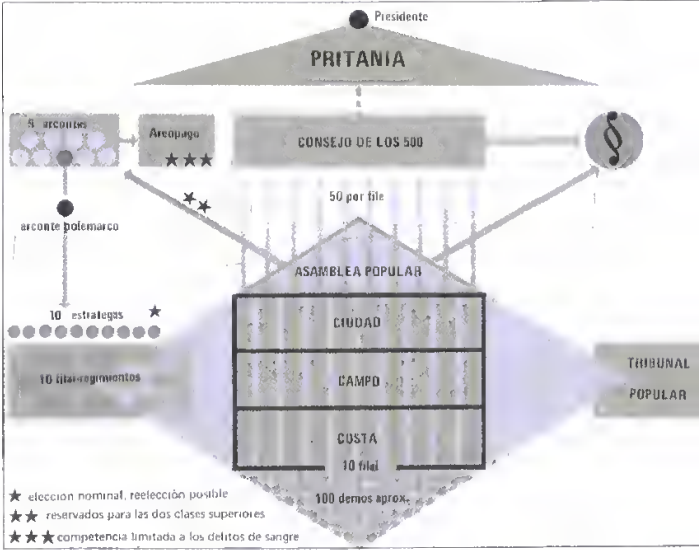 Presidente
PRITANIA
9 arcontes
Areopago
★★★
CONSEJO DE LOS 500
§
50 por file
★★
arconte polemarco
ASAMBLEA POPULAR
10 estrategas ★
CIUDAD
10 filai-regimientos
CAMPO
TRIBUNAL
POPULAR
COSTA
10 filai
100 demos aprox.
★ elección nominal, reelección posible
★★ reservados para las dos clases superiores
★★★ competencia limitada a los delitos de sangre